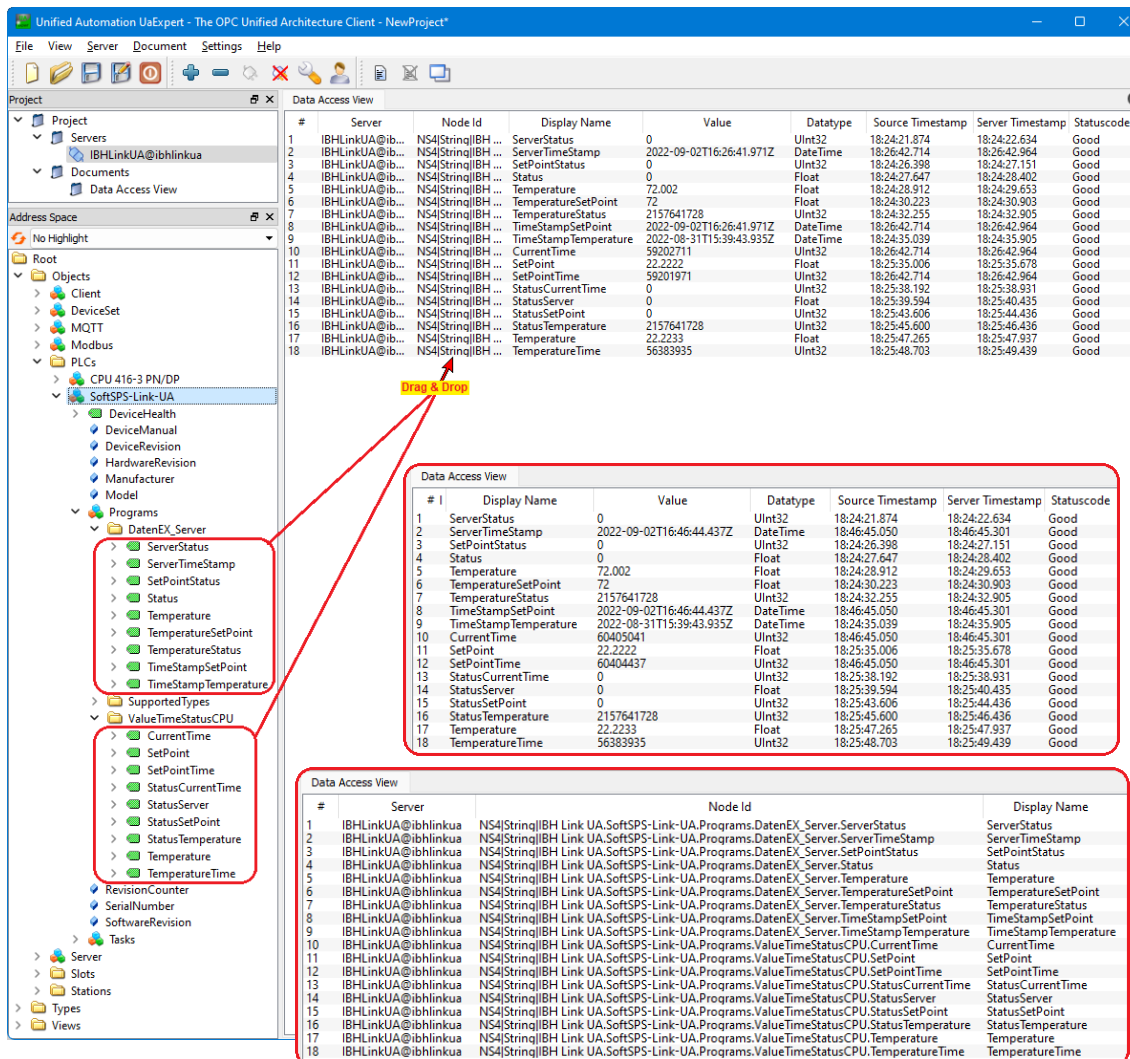 Unified Automation UaExpert - The OPC Unified Architecture Client - NewProject*
File View Server Document Settings Help
Project
Project
Servers
IBHLinkUA@ibhlinkua
Documents
Data Access View
Address Space
No Highlight
Root
Objects
Client
DeviceSet
MQTT
Modbus
PLCs
CPU 416-3 PN/DP
SoftSPS-Link-UA
DeviceHealth
DeviceManual
DeviceRevision
HardwareRevision
Manufacturer
Model
Programs
DatenEX_Server
ServerStatus
ServerTimeStamp
SetPointStatus
Status
Temperature
TemperatureSetPoint
TemperatureStatus
TimeStampSetPoint
TimeStampTemperature
SupportedTypes
ValueTimeStatusCPU
CurrentTime
SetPoint
SetPointTime
StatusCurrentTime
StatusServer
StatusSetPoint
StatusTemperature
Temperature
TemperatureTime
RevisionCounter
SerialNumber
SoftwareRevision
Tasks
Server
Slots
Stations
Types
Views
Data Access View
# Server Node Id Display Name Value Datatype Source Timestamp Server Timestamp Statuscode
1 IBHLinkUA@ib... NS4|String|IBH ... ServerStatus 0 UInt32 18:24:21.874 18:24:22.634 Good
2 IBHLinkUA@ib... NS4|String|IBH ... ServerTimeStamp 2022-09-02T16:26:41.971Z DateTime 18:26:42.714 18:26:42.964 Good
3 IBHLinkUA@ib... NS4|String|IBH ... SetPointStatus 0 UInt32 18:24:26.398 18:24:27.151 Good
4 IBHLinkUA@ib... NS4|String|IBH ... Status 0 Float 18:24:27.647 18:24:28.402 Good
5 IBHLinkUA@ib... NS4|String|IBH ... Temperature 72.002 Float 18:24:28.912 18:24:29.653 Good
6 IBHLinkUA@ib... NS4|String|IBH ... TemperatureSetPoint 72 Float 18:24:30.223 18:24:30.903 Good
7 IBHLinkUA@ib... NS4|String|IBH ... TemperatureStatus 2157641728 UInt32 18:24:32.255 18:24:32.905 Good
8 IBHLinkUA@ib... NS4|String|IBH ... TimeStampSetPoint 2022-09-02T16:26:41.971Z DateTime 18:26:42.714 18:26:42.964 Good
9 IBHLinkUA@ib... NS4|String|IBH ... TimeStampTemperature 2022-08-31T15:39:43.935Z DateTime 18:24:35.039 18:24:35.905 Good
10 IBHLinkUA@ib... NS4|String|IBH ... CurrentTime 59202711 UInt32 18:26:42.714 18:26:42.964 Good
11 IBHLinkUA@ib... NS4|String|IBH ... SetPoint 22.2222 Float 18:25:35.006 18:25:35.678 Good
12 IBHLinkUA@ib... NS4|String|IBH ... SetPointTime 59201971 UInt32 18:26:42.714 18:26:42.964 Good
13 IBHLinkUA@ib... NS4|String|IBH ... StatusCurrentTime 0 UInt32 18:25:38.192 18:25:38.931 Good
14 IBHLinkUA@ib... NS4|String|IBH ... StatusServer 0 Float 18:25:39.594 18:25:40.435 Good
15 IBHLinkUA@ib... NS4|String|IBH ... StatusSetPoint 0 UInt32 18:25:43.606 18:25:44.436 Good
16 IBHLinkUA@ib... NS4|String|IBH ... StatusTemperature 2157641728 UInt32 18:25:45.600 18:25:46.436 Good
17 IBHLinkUA@ib... NS4|String|IBH ... Temperature 22.2233 Float 18:25:47.265 18:25:47.937 Good
18 IBHLinkUA@ib... NS4|String|IBH ... TemperatureTime 56383935 UInt32 18:25:48.703 18:25:49.439 Good
Drag & Drop
Data Access View
# Display Name Value Datatype Source Timestamp Server Timestamp Statuscode
1 ServerStatus 0 UInt32 18:24:21.874 18:24:22.634 Good
2 ServerTimeStamp 2022-09-02T16:46:44.437Z DateTime 18:46:45.050 18:46:45.301 Good
3 SetPointStatus 0 UInt32 18:24:26.398 18:24:27.151 Good
4 Status 0 Float 18:24:27.647 18:24:28.402 Good
5 Temperature 72.002 Float 18:24:28.912 18:24:29.653 Good
6 TemperatureSetPoint 72 Float 18:24:30.223 18:24:30.903 Good
7 TemperatureStatus 2157641728 UInt32 18:24:32.255 18:24:32.905 Good
8 TimeStampSetPoint 2022-09-02T16:46:44.437Z DateTime 18:46:45.050 18:46:45.301 Good
9 TimeStampTemperature 2022-08-31T15:39:43.935Z DateTime 18:24:35.039 18:24:35.905 Good
10 CurrentTime 60405041 UInt32 18:46:45.050 18:46:45.301 Good
11 SetPoint 22.2222 Float 18:25:35.006 18:25:35.678 Good
12 SetPointTime 60404437 UInt32 18:46:45.050 18:46:45.301 Good
13 StatusCurrentTime 0 UInt32 18:25:38.192 18:25:38.931 Good
14 StatusServer 0 Float 18:25:39.594 18:25:40.435 Good
15 StatusSetPoint 0 UInt32 18:25:43.606 18:25:44.436 Good
16 StatusTemperature 2157641728 UInt32 18:25:45.600 18:25:46.436 Good
17 Temperature 22.2233 Float 18:25:47.265 18:25:47.937 Good
18 TemperatureTime 56383935 UInt32 18:25:48.703 18:25:49.439 Good
Data Access View
# Server Node Id Display Name
1 IBHLinkUA@ibhlinkua NS4|String|IBH Link UA.SoftSPS-Link-UA.Programs.DatenEX_Server.ServerStatus ServerStatus
2 IBHLinkUA@ibhlinkua NS4|String|IBH Link UA.SoftSPS-Link-UA.Programs.DatenEX_Server.ServerTimeStamp ServerTimeStamp
3 IBHLinkUA@ibhlinkua NS4|String|IBH Link UA.SoftSPS-Link-UA.Programs.DatenEX_Server.SetPointStatus SetPointStatus
4 IBHLinkUA@ibhlinkua NS4|String|IBH Link UA.SoftSPS-Link-UA.Programs.DatenEX_Server.Status Status
5 IBHLinkUA@ibhlinkua NS4|String|IBH Link UA.SoftSPS-Link-UA.Programs.DatenEX_Server.Temperature Temperature
6 IBHLinkUA@ibhlinkua NS4|String|IBH Link UA.SoftSPS-Link-UA.Programs.DatenEX_Server.TemperatureSetPoint TemperatureSetPoint
7 IBHLinkUA@ibhlinkua NS4|String|IBH Link UA.SoftSPS-Link-UA.Programs.DatenEX_Server.TemperatureStatus TemperatureStatus
8 IBHLinkUA@ibhlinkua NS4|String|IBH Link UA.SoftSPS-Link-UA.Programs.DatenEX_Server.TimeStampSetPoint TimeStampSetPoint
9 IBHLinkUA@ibhlinkua NS4|String|IBH Link UA.SoftSPS-Link-UA.Programs.DatenEX_Server.TimeStampTemperature TimeStampTemperature
10 IBHLinkUA@ibhlinkua NS4|String|IBH Link UA.SoftSPS-Link-UA.Programs.ValueTimeStatusCPU.CurrentTime CurrentTime
11 IBHLinkUA@ibhlinkua NS4|String|IBH Link UA.SoftSPS-Link-UA.Programs.ValueTimeStatusCPU.SetPoint SetPoint
12 IBHLinkUA@ibhlinkua NS4|String|IBH Link UA.SoftSPS-Link-UA.Programs.ValueTimeStatusCPU.SetPointTime SetPointTime
13 IBHLinkUA@ibhlinkua NS4|String|IBH Link UA.SoftSPS-Link-UA.Programs.ValueTimeStatusCPU.StatusCurrentTime StatusCurrentTime
14 IBHLinkUA@ibhlinkua NS4|String|IBH Link UA.SoftSPS-Link-UA.Programs.ValueTimeStatusCPU.StatusServer StatusServer
15 IBHLinkUA@ibhlinkua NS4|String|IBH Link UA.SoftSPS-Link-UA.Programs.ValueTimeStatusCPU.StatusSetPoint StatusSetPoint
16 IBHLinkUA@ibhlinkua NS4|String|IBH Link UA.SoftSPS-Link-UA.Programs.ValueTimeStatusCPU.StatusTemperature StatusTemperature
17 IBHLinkUA@ibhlinkua NS4|String|IBH Link UA.SoftSPS-Link-UA.Programs.ValueTimeStatusCPU.Temperature Temperature
18 IBHLinkUA@ibhlinkua NS4|String|IBH Link UA.SoftSPS-Link-UA.Programs.ValueTimeStatusCPU.TemperatureTime TemperatureTime